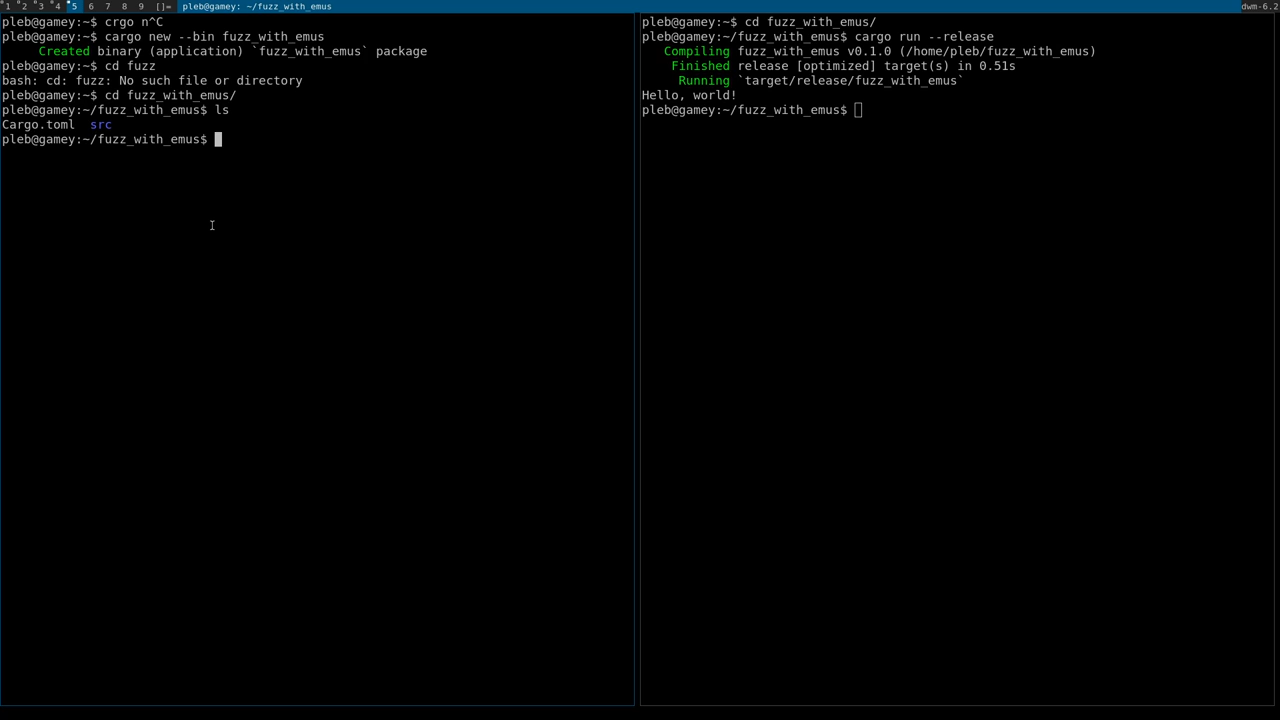 1 2 3 4 5 6 7 8 9 []= pleb@gamey: ~/fuzz_with_emus dwm-6.2
pleb@gamey:~$ crgo n^C
pleb@gamey:~$ cargo new --bin fuzz_with_emus
Created binary (application) `fuzz_with_emus` package
pleb@gamey:~$ cd fuzz
bash: cd: fuzz: No such file or directory
pleb@gamey:~$ cd fuzz_with_emus/
pleb@gamey:~/fuzz_with_emus$ ls
Cargo.toml  src
pleb@gamey:~/fuzz_with_emus$
pleb@gamey:~$ cd fuzz_with_emus/
pleb@gamey:~/fuzz_with_emus$ cargo run --release
Compiling fuzz_with_emus v0.1.0 (/home/pleb/fuzz_with_emus)
Finished release [optimized] target(s) in 0.51s
Running `target/release/fuzz_with_emus`
Hello, world!
pleb@gamey:~/fuzz_with_emus$